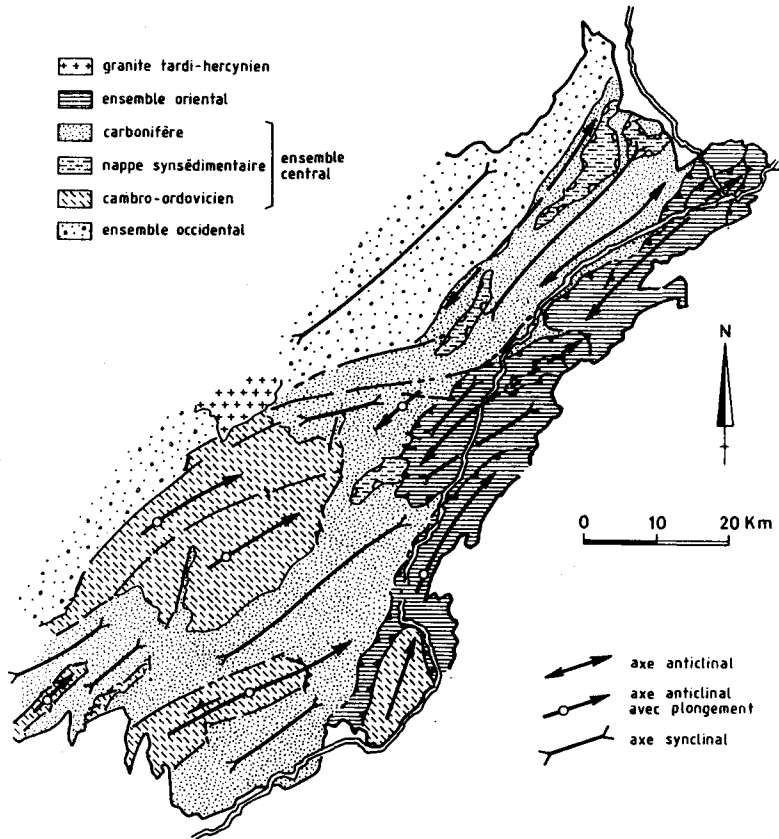 granite tardi-hercynien
ensemble oriental
carbonifère
nappe synsédimentaire
cambro-ordovicien
ensemble central
ensemble occidental
N
0 10 20 Km
axe anticlinal
axe anticlinal
avec plongement
axe synclinal